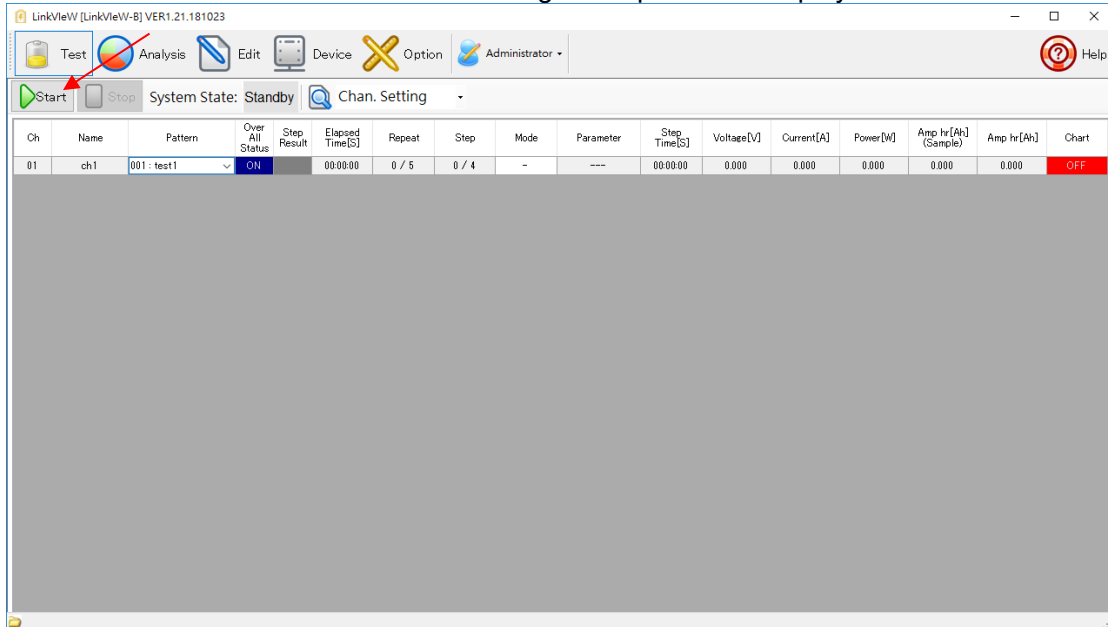 LinkVIeW [LinkVIeW-B] VER1.21.181023
Test Analysis Edit Device Option Administrator Help
Start Stop System State: Standby Chan. Setting
Ch Name Pattern Over All Status Step Result Elapsed Time[S] Repeat Step Mode Parameter Step Time[S] Voltage[V] Current[A] Power[W] Amp hr[Ah] (Sample) Amp hr[Ah] Chart
01 ch1 001 : test1 ON 00:00:00 0 / 5 0 / 4 - --- 00:00:00 0.000 0.000 0.000 0.000 0.000 OFF